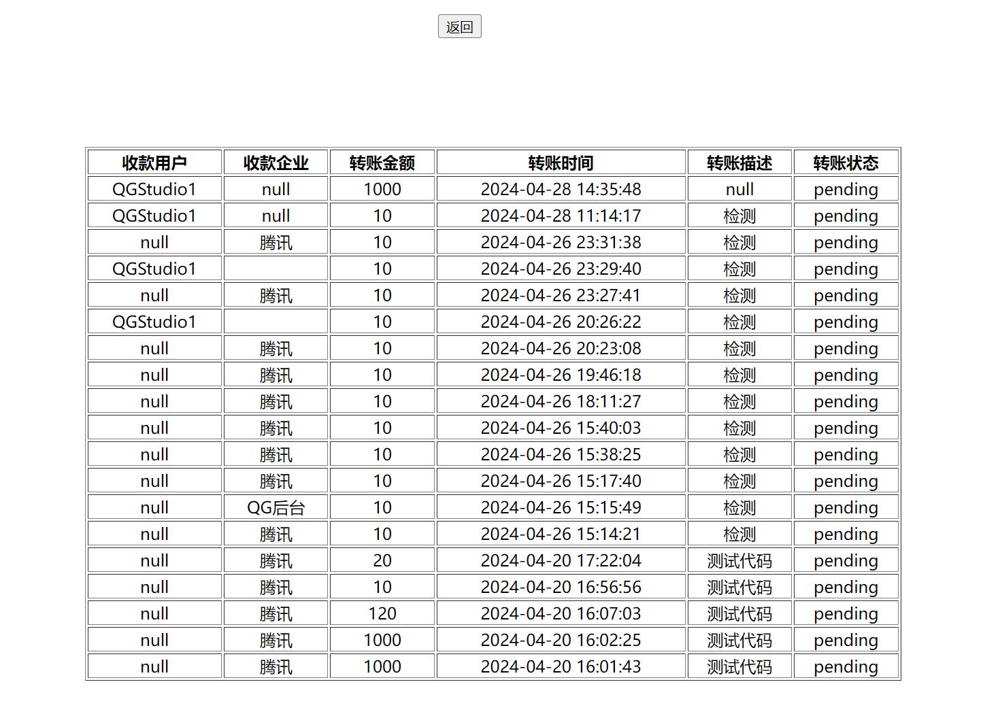 返回
收款用户 收款企业 转账金额 转账时间 转账描述 转账状态
QGStudio1 null 1000 2024-04-28 14:35:48 null pending
QGStudio1 null 10 2024-04-28 11:14:17 检测 pending
null 腾讯 10 2024-04-26 23:31:38 检测 pending
QGStudio1 10 2024-04-26 23:29:40 检测 pending
null 腾讯 10 2024-04-26 23:27:41 检测 pending
QGStudio1 10 2024-04-26 20:26:22 检测 pending
null 腾讯 10 2024-04-26 20:23:08 检测 pending
null 腾讯 10 2024-04-26 19:46:18 检测 pending
null 腾讯 10 2024-04-26 18:11:27 检测 pending
null 腾讯 10 2024-04-26 15:40:03 检测 pending
null 腾讯 10 2024-04-26 15:38:25 检测 pending
null 腾讯 10 2024-04-26 15:17:40 检测 pending
null QG后台 10 2024-04-26 15:15:49 检测 pending
null 腾讯 10 2024-04-26 15:14:21 检测 pending
null 腾讯 20 2024-04-20 17:22:04 测试代码 pending
null 腾讯 10 2024-04-20 16:56:56 测试代码 pending
null 腾讯 120 2024-04-20 16:07:03 测试代码 pending
null 腾讯 1000 2024-04-20 16:02:25 测试代码 pending
null 腾讯 1000 2024-04-20 16:01:43 测试代码 pending